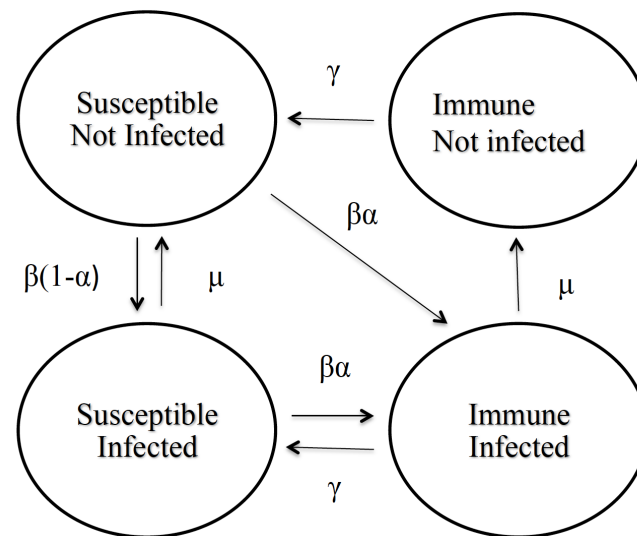 γ
Susceptible
Not Infected
Immune
Not infected
βα
β(1-α)
μ
μ
βα
Susceptible
Infected
Immune
Infected
γ